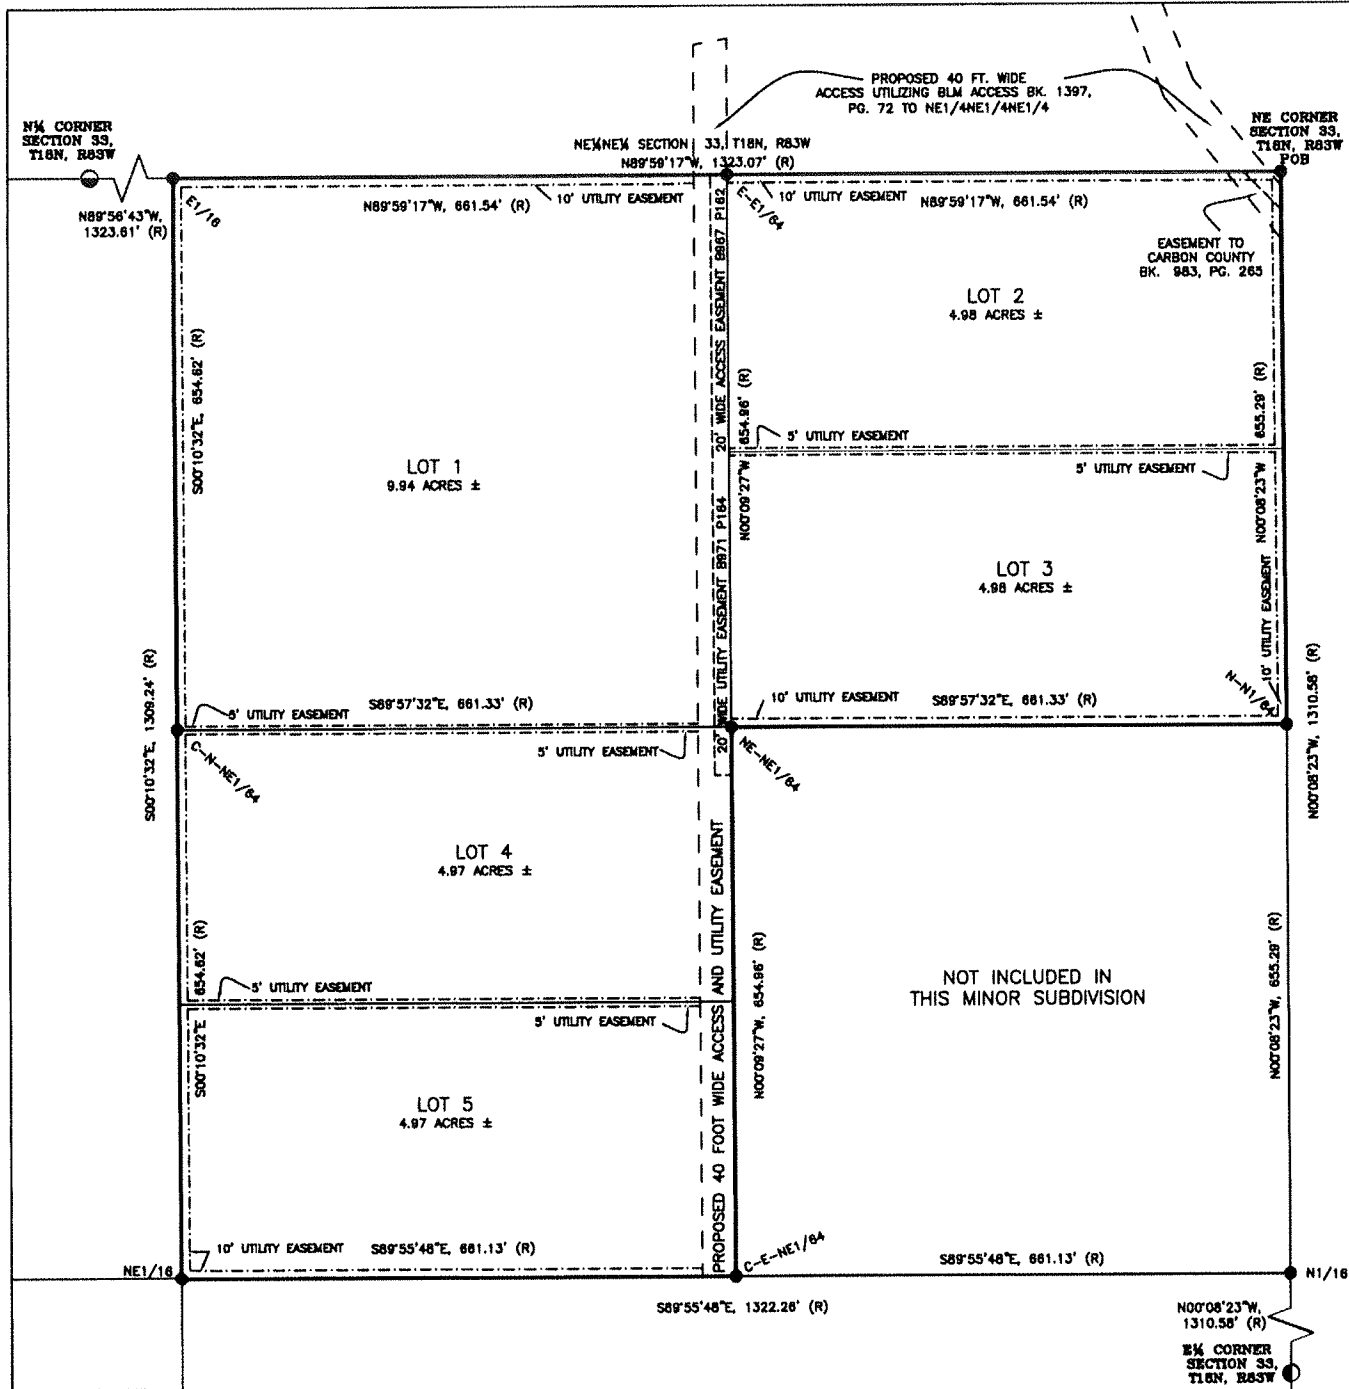 PROPOSED 40 FT. WIDE
ACCESS UTILIZING BLM ACCESS BK. 1397,
PG. 72 TO NE1/4NE1/4NE1/4
N¼ CORNER
SECTION 33,
T18N, R83W
NE CORNER
SECTION 33,
T18N, R83W
POB
NE¼NE¼ SECTION 33, T18N, R83W
N89°59'17"W, 1323.07' (R)
N89°56'43"W,
1323.61' (R)
E1/16
N89°59'17"W, 661.54' (R)
10' UTILITY EASEMENT
E-E1/64
10' UTILITY EASEMENT
N89°59'17"W, 661.54' (R)
EASEMENT TO
CARBON COUNTY
BK. 983, PG. 265
LOT 2
4.98 ACRES ±
S00°10'32"E, 654.62' (R)
20' WIDE ACCESS EASEMENT B967 P162
N00°09'27"W 654.96' (R)
N00°08'23"W 655.29' (R)
5' UTILITY EASEMENT
5' UTILITY EASEMENT
LOT 1
9.94 ACRES ±
20' WIDE UTILITY EASEMENT B971 P164
LOT 3
4.98 ACRES ±
10' UTILITY EASEMENT
N-N1/64
S00°10'32"E, 1309.24' (R)
N00°08'23"W, 1310.58' (R)
5' UTILITY EASEMENT
S89°57'32"E, 661.33' (R)
10' UTILITY EASEMENT
S89°57'32"E, 661.33' (R)
C-N-NE1/64
5' UTILITY EASEMENT
NE-NE1/64
LOT 4
4.97 ACRES ±
S00°10'32"E 654.62' (R)
PROPOSED 40 FOOT WIDE ACCESS AND UTILITY EASEMENT
N00°09'27"W, 654.96' (R)
N00°08'23"W, 655.29' (R)
NOT INCLUDED IN
THIS MINOR SUBDIVISION
5' UTILITY EASEMENT
5' UTILITY EASEMENT
LOT 5
4.97 ACRES ±
10' UTILITY EASEMENT
S89°55'48"E, 661.13' (R)
C-E-NE1/64
S89°55'48"E, 661.13' (R)
NE1/16
N1/16
S89°55'48"E, 1322.26' (R)
N00°08'23"W,
1310.58' (R)
E¼ CORNER
SECTION 33,
T18N, R83W